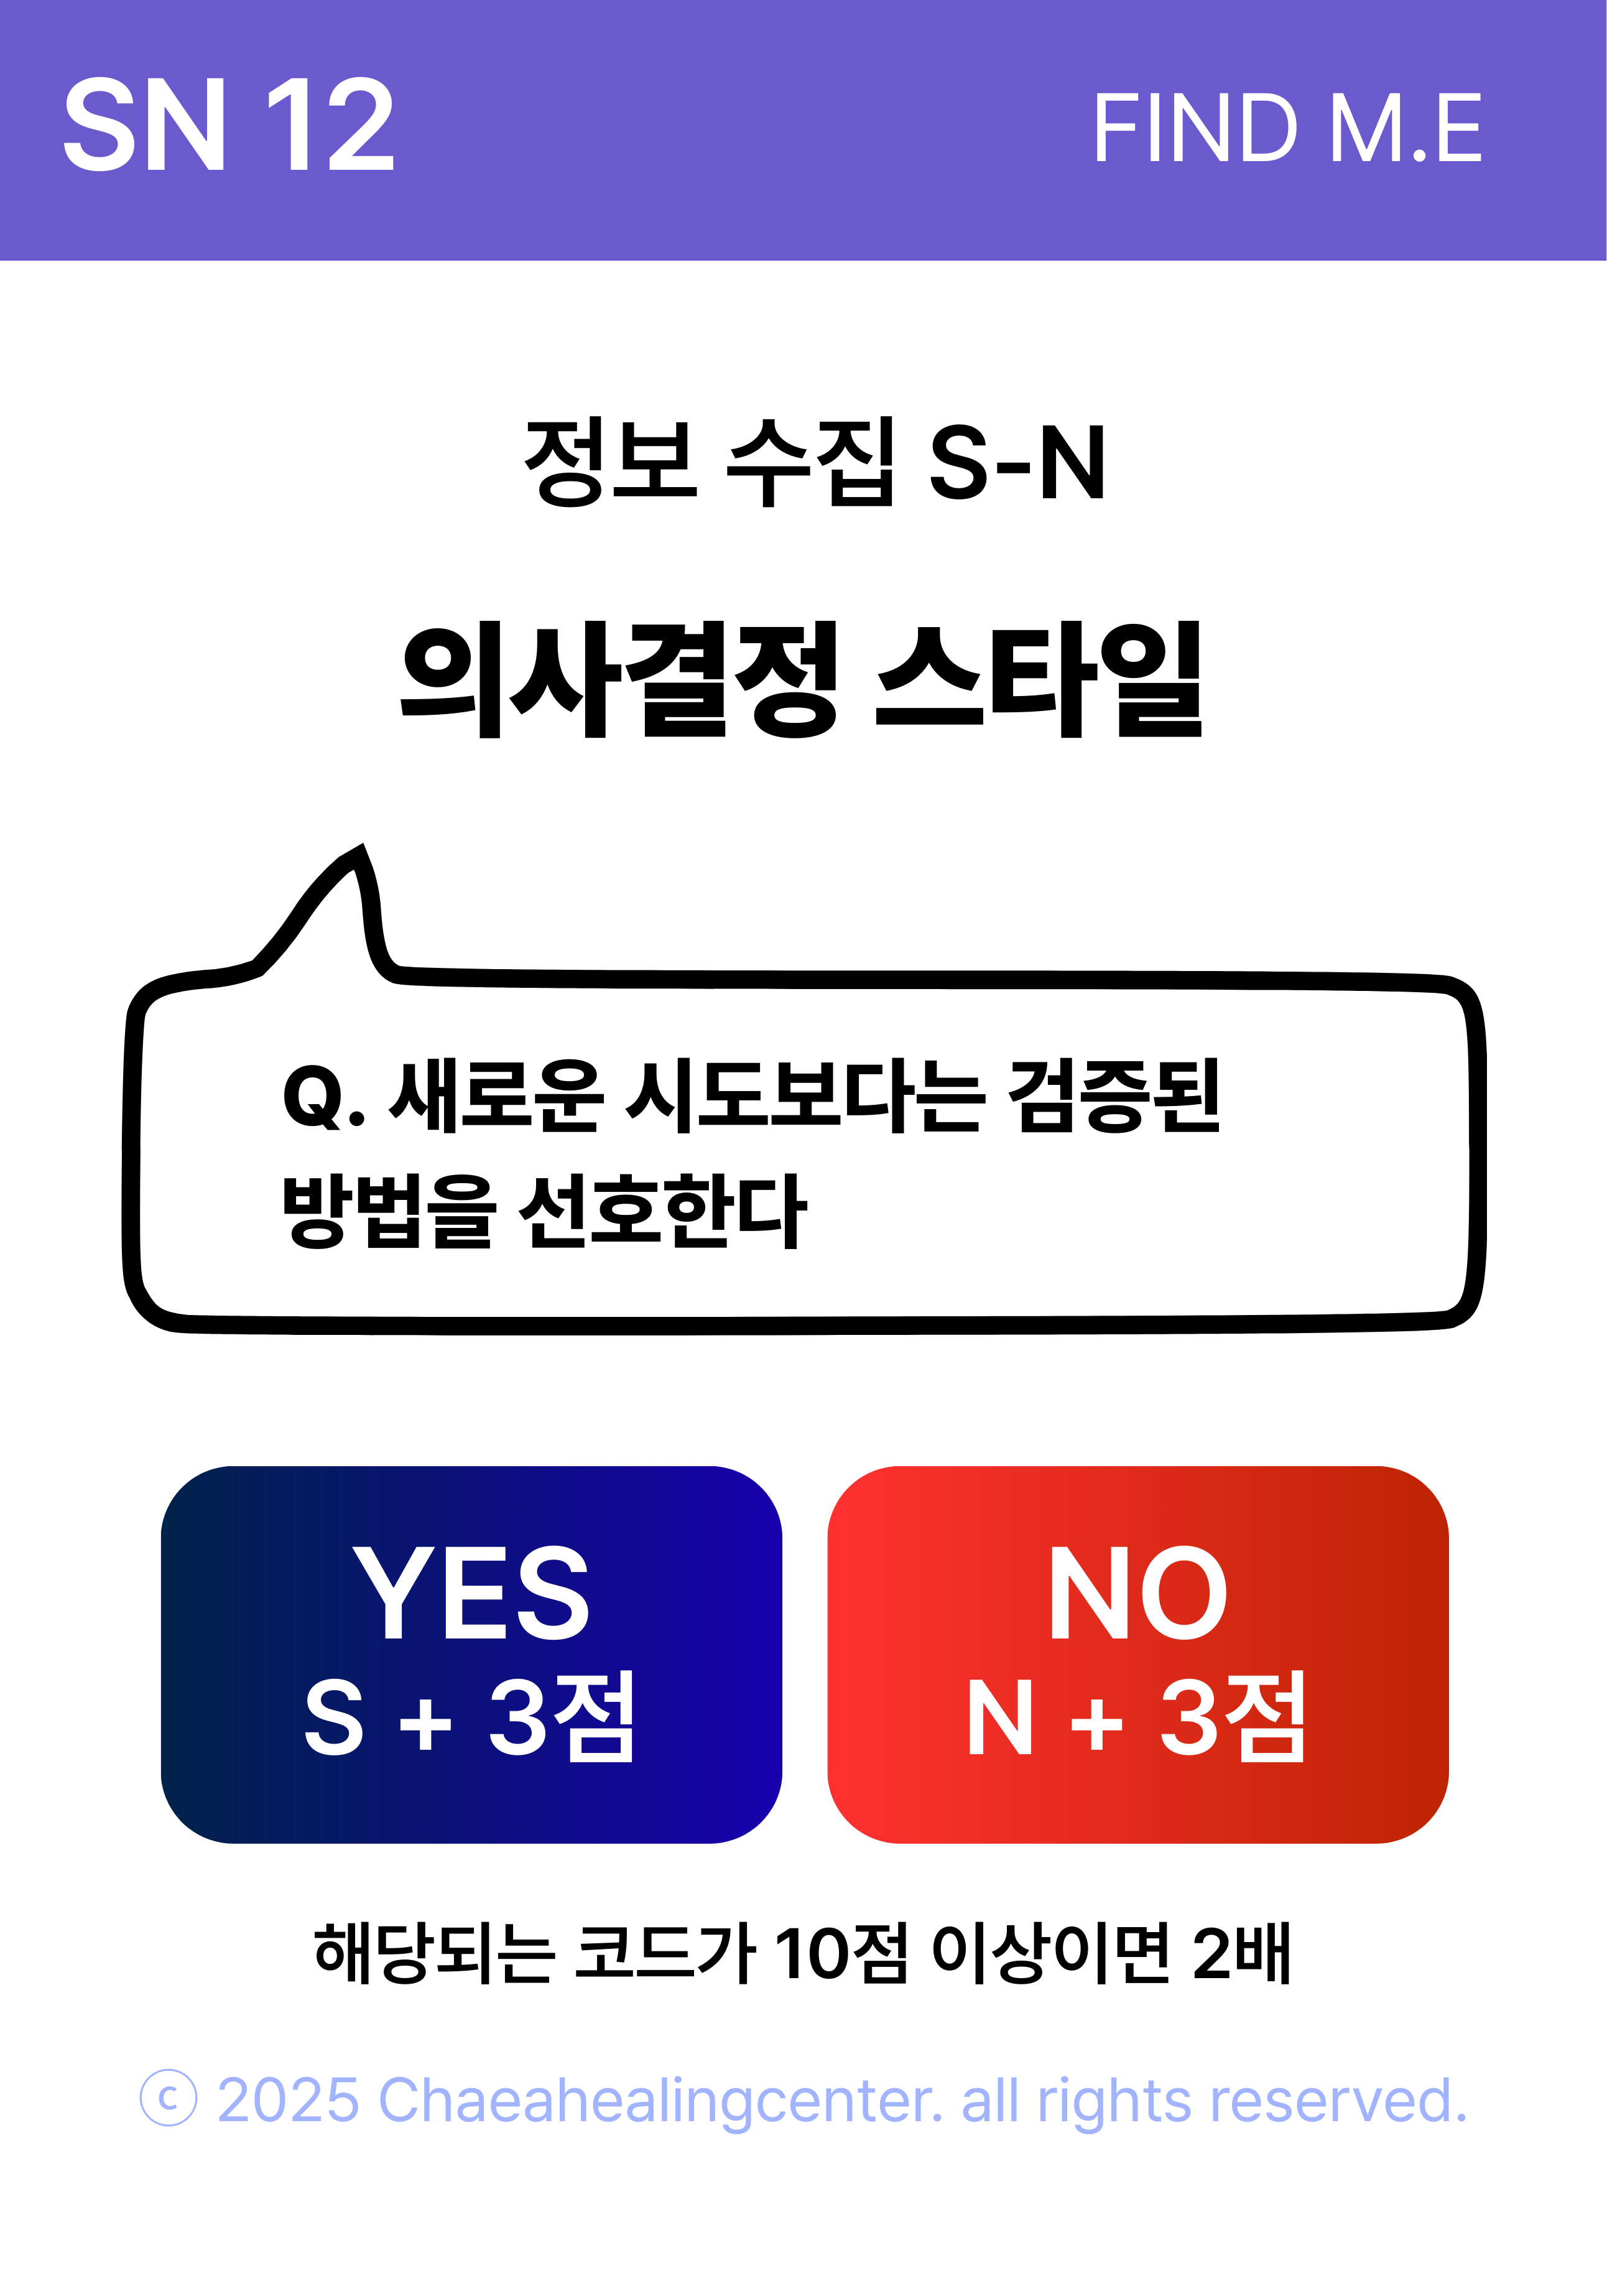 SN 12
FIND M.E
정보 수집 S-N
의사결정 스타일
Q. 새로운 시도보다는 검증된
방법을 선호한다
YES
S + 3점
NO
N + 3점
해당되는 코드가 10점 이상이면 2배
ⓒ 2025 Chaeahealingcenter. all rights reserved.